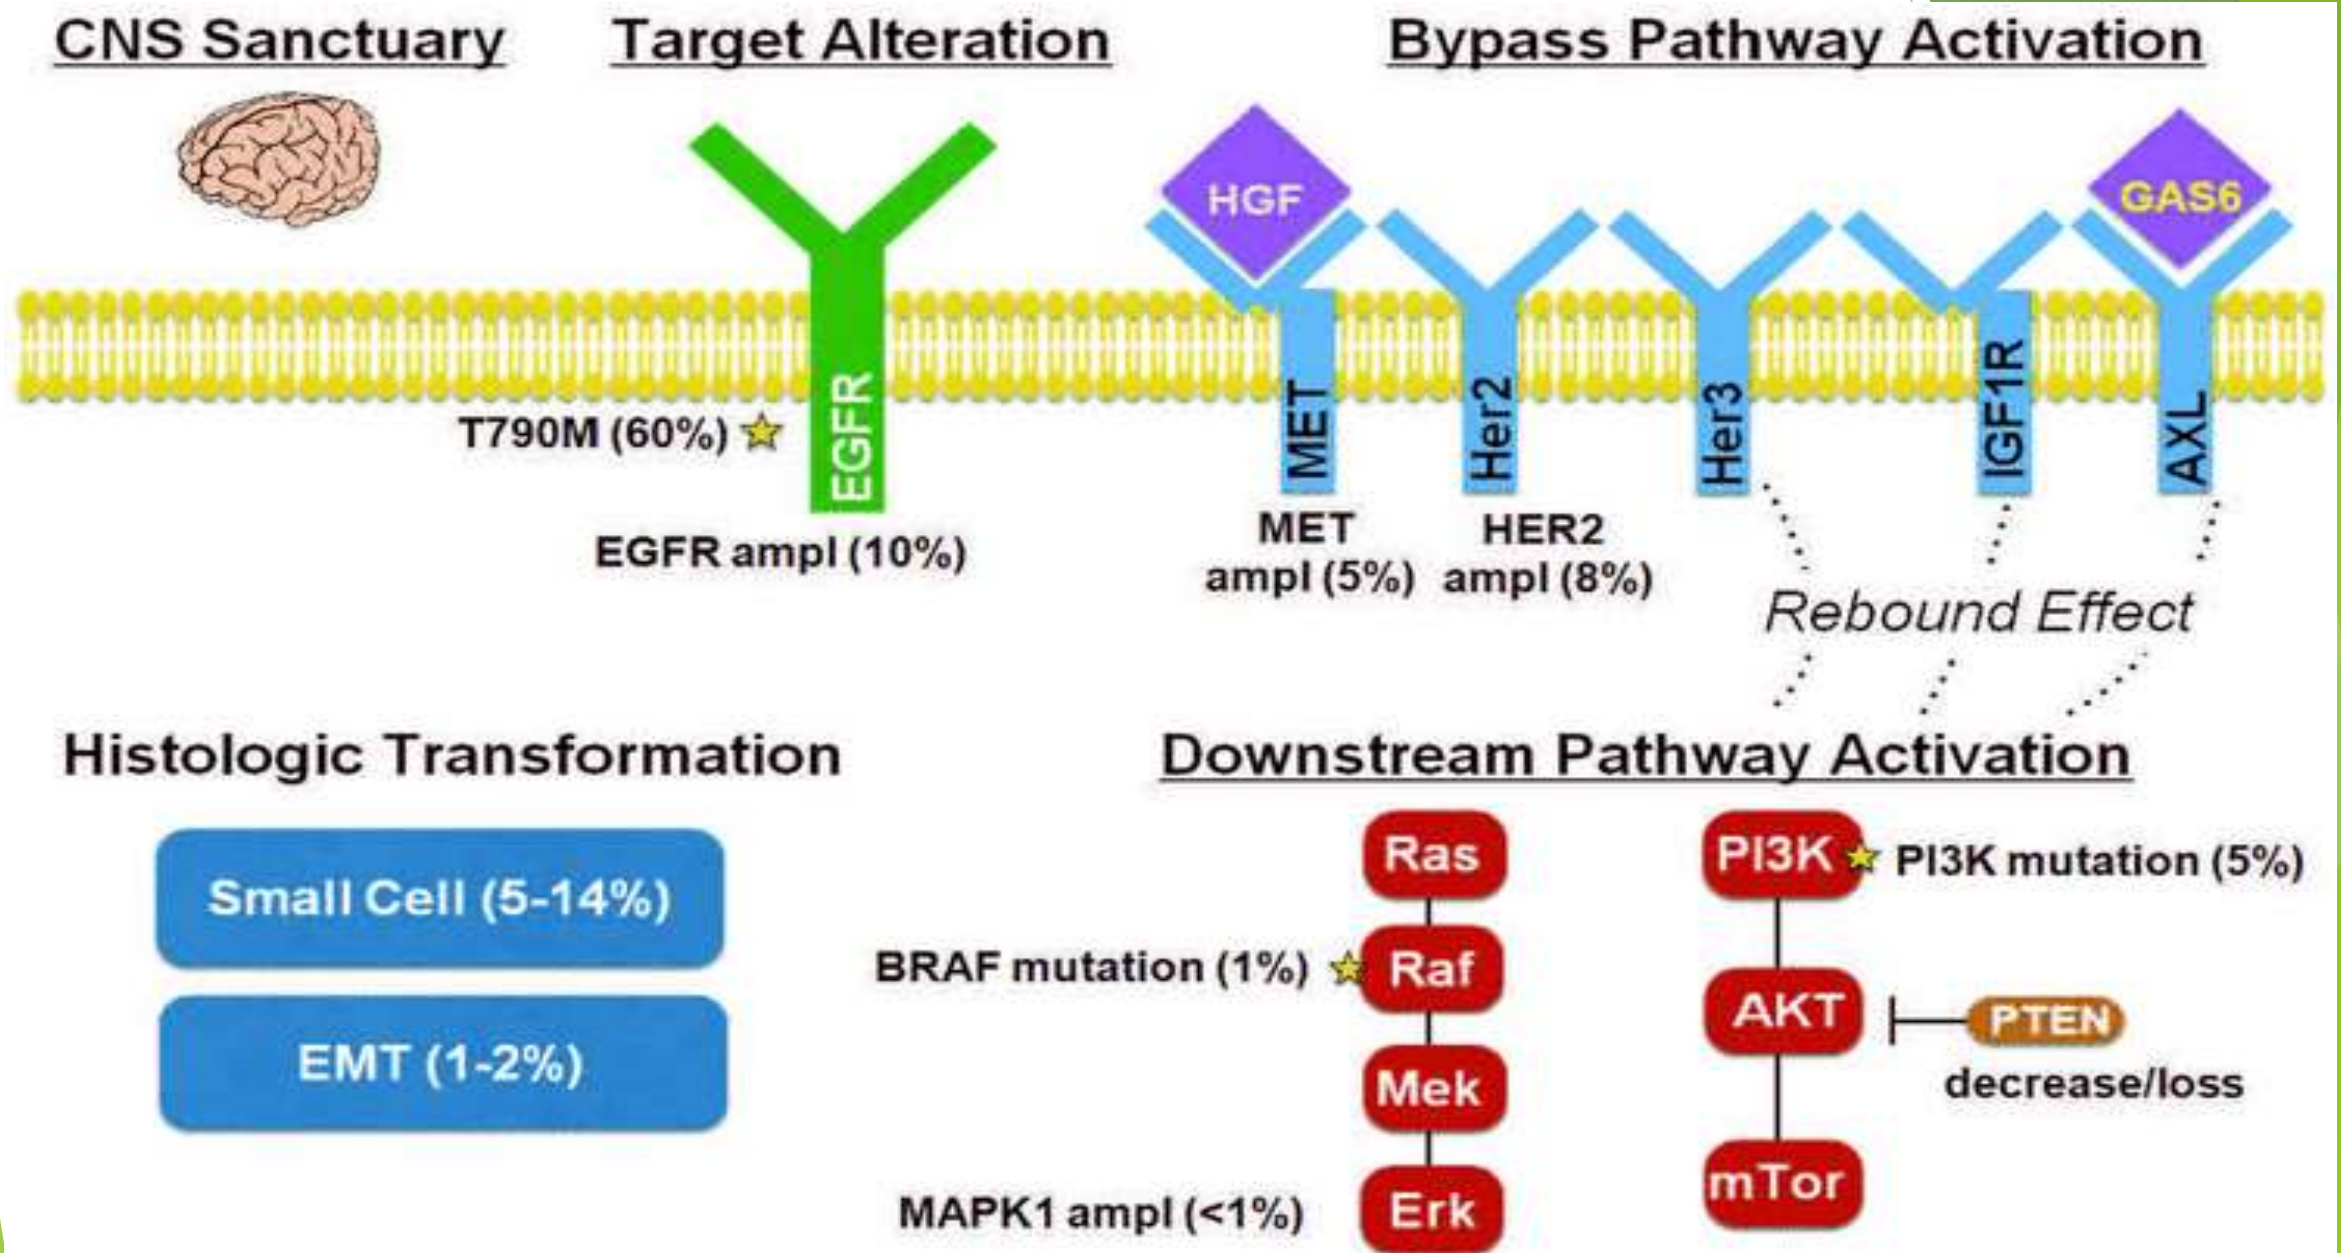 CNS Sanctuary
Target Alteration
Bypass Pathway Activation
HGF
GAS6
EGFR
MET
Her2
Her3
IGF1R
AXL
T790M (60%)
EGFR ampl (10%)
MET
ampl (5%)
HER2
ampl (8%)
Rebound Effect
Histologic Transformation
Small Cell (5-14%)
EMT (1-2%)
Downstream Pathway Activation
Ras
PI3K
PI3K mutation (5%)
BRAF mutation (1%)
Raf
AKT
PTEN
decrease/loss
Mek
mTor
MAPK1 ampl (<1%)
Erk